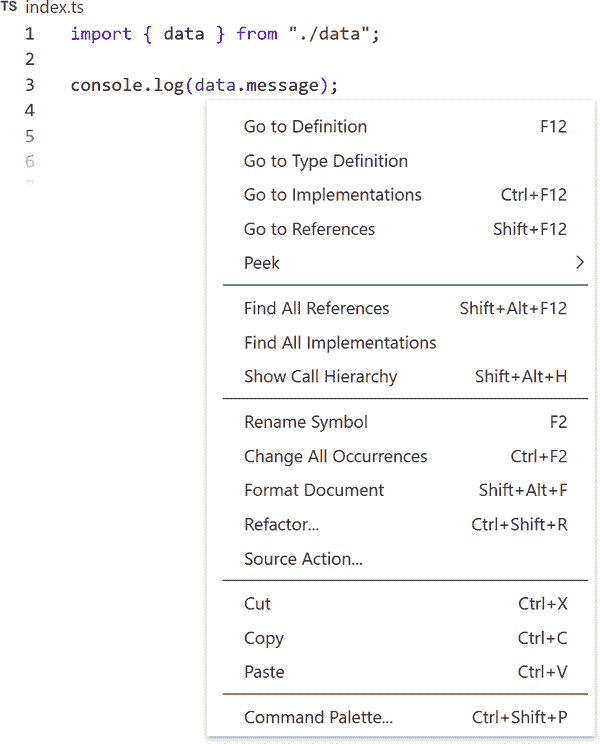 TS index.ts
1 import { data } from "./data";
2
3 console.log(data.message);
4
5
6
Go to Definition F12
Go to Type Definition
Go to Implementations Ctrl+F12
Go to References Shift+F12
Peek
Find All References Shift+Alt+F12
Find All Implementations
Show Call Hierarchy Shift+Alt+H
Rename Symbol F2
Change All Occurrences Ctrl+F2
Format Document Shift+Alt+F
Refactor... Ctrl+Shift+R
Source Action...
Cut Ctrl+X
Copy Ctrl+C
Paste Ctrl+V
Command Palette... Ctrl+Shift+P